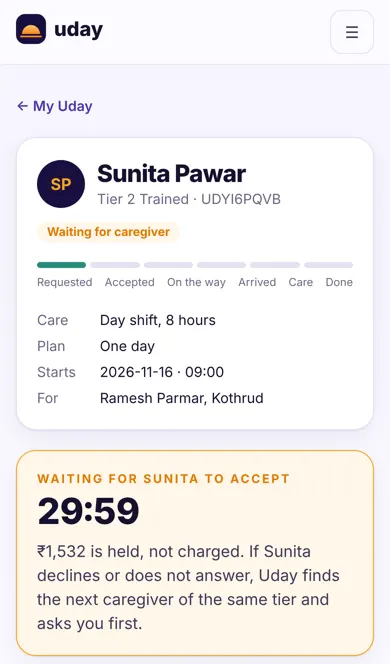 uday
← My Uday
SP
Sunita Pawar
Tier 2 Trained · UDYI6PQVB
Waiting for caregiver
Requested Accepted On the way Arrived Care Done
Care Day shift, 8 hours
Plan One day
Starts 2026-11-16 · 09:00
For Ramesh Parmar, Kothrud
WAITING FOR SUNITA TO ACCEPT
29:59
₹1,532 is held, not charged. If Sunita
declines or does not answer, Uday finds
the next caregiver of the same tier and
asks you first.